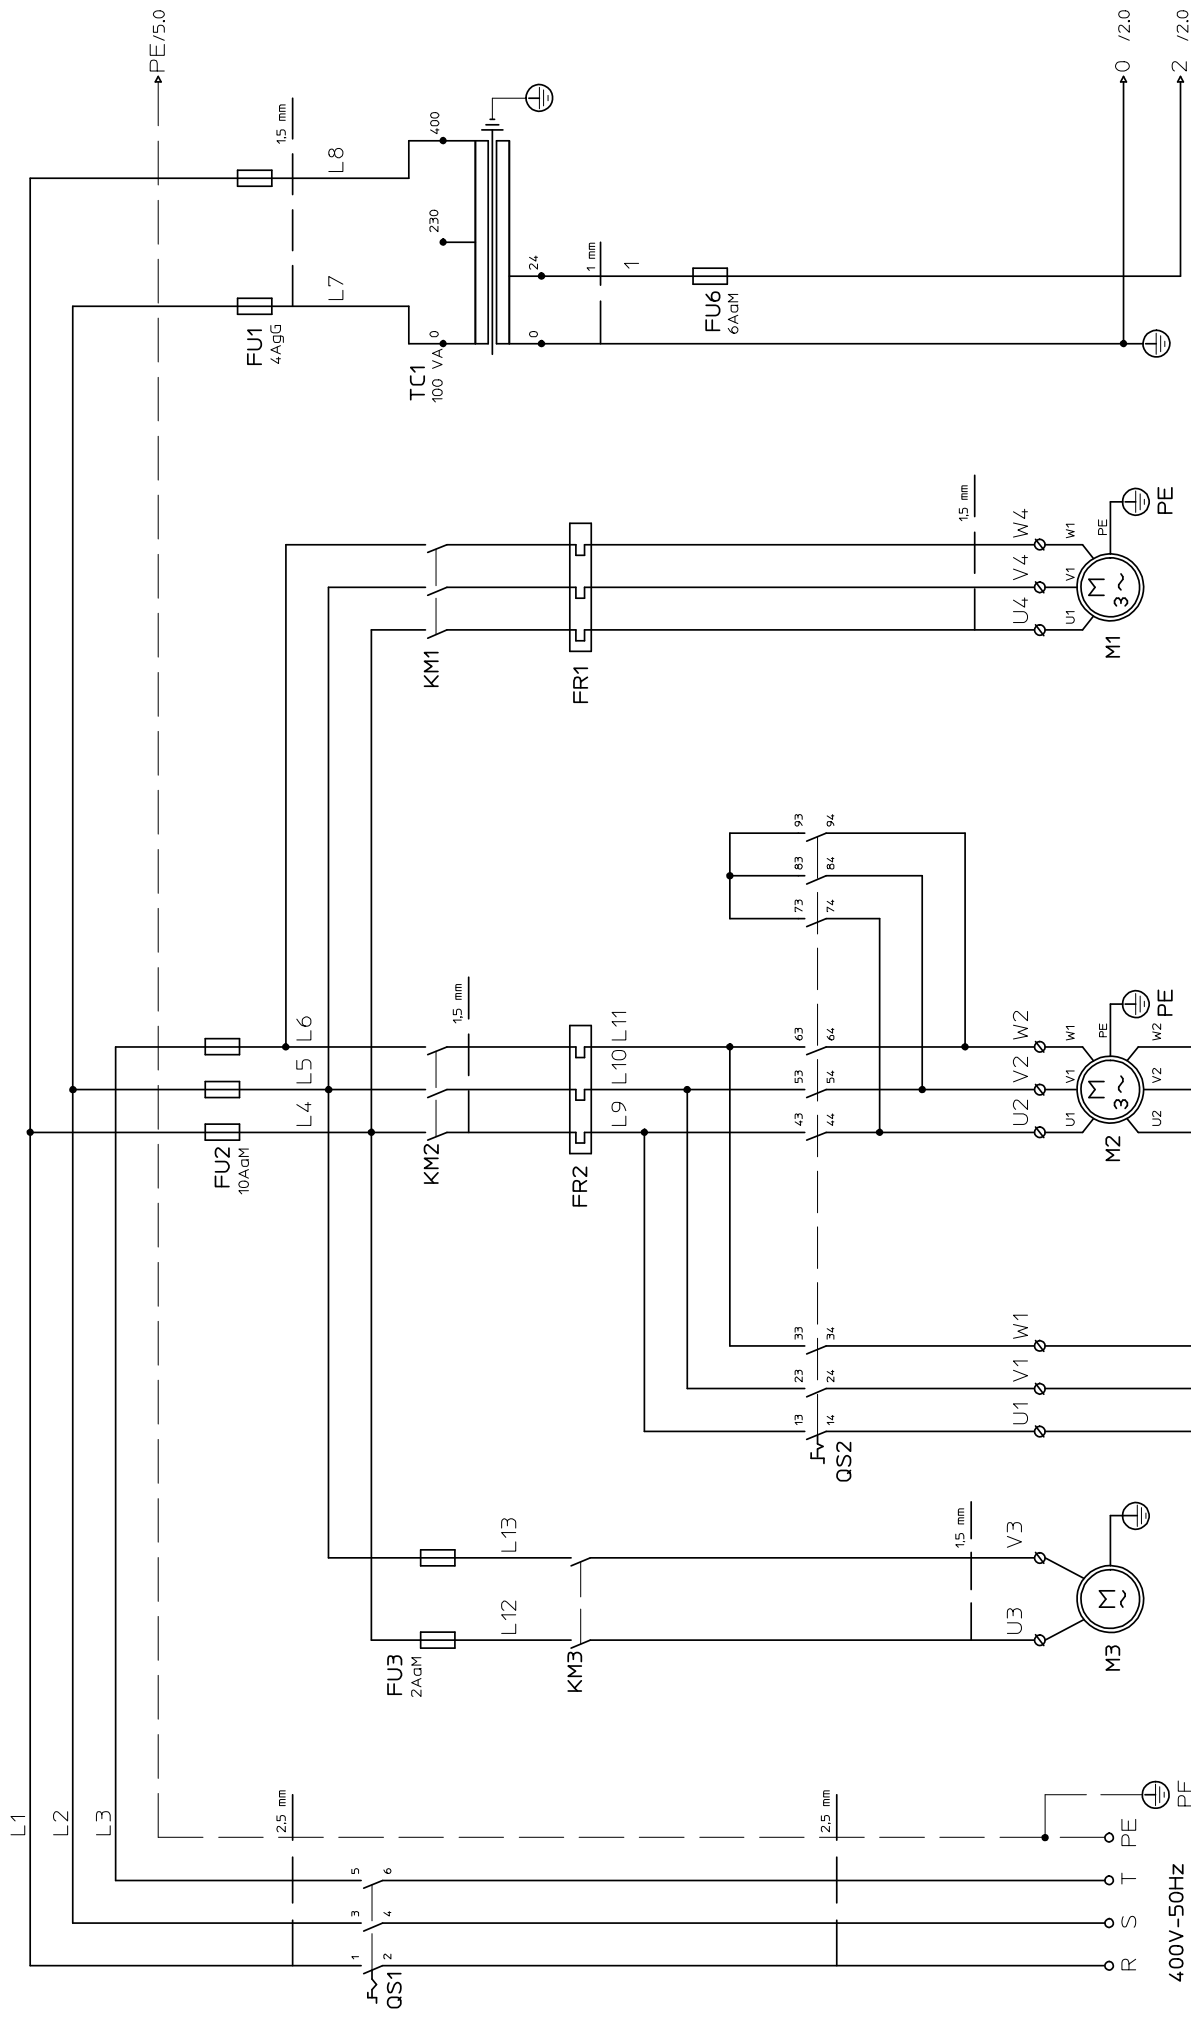 L1
L2
L3
2,5 mm
1 3 5
2 4 6
QS1
2,5 mm
R S T PE
PE
400V-50Hz
FU3
2AaM
L12
L13
KM3
1,5 mm
U3
V3
M
~
M3
FU2
10AaM
L4
L5
L6
KM2
1,5 mm
FR2
L9
L10
L11
13 23 33 43 53 63 73 83 93
14 24 34 44 54 64 74 84 94
QS2
U1
V1
W1
U2
V2
W2
U1 V1 W1
PE
M
3~
M2
U2 V2 W2
PE
KM1
FR1
1,5 mm
U4
V4
W4
U1 V1 W1
PE
M
3~
M1
PE
PE/5.0
FU1
4AgG
1,5 mm
L7
L8
TC1
100 VA
0 230 400
0 24
1 mm
1
FU6
6AaM
0 /2.0
2 /2.0